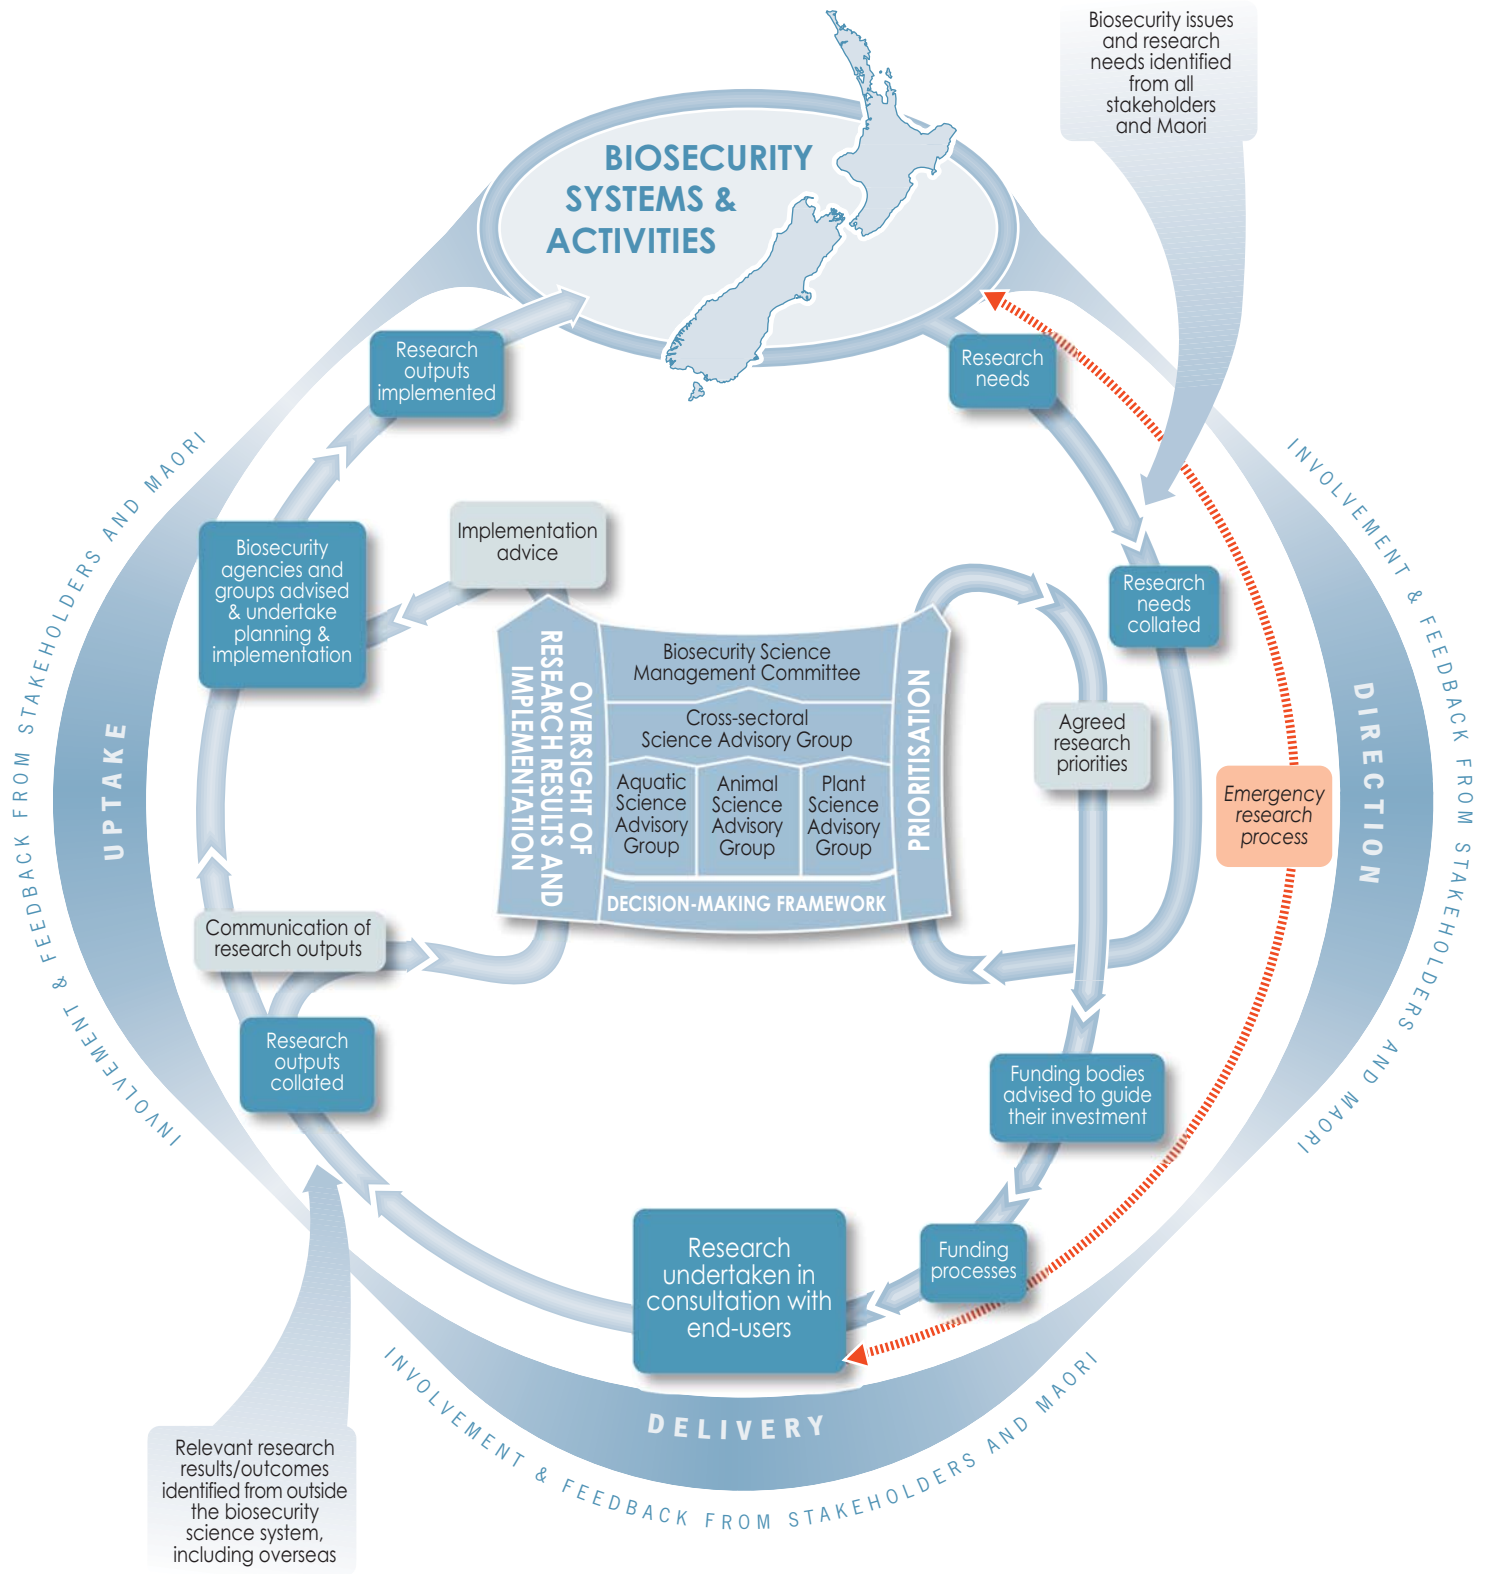 Biosecurity issues
and research
needs identified
from all
stakeholders
and Maori
BIOSECURITY
SYSTEMS &
ACTIVITIES
Research
outputs
implemented
Research
needs
INVOLVEMENT & FEEDBACK FROM STAKEHOLDERS AND MAORI
INVOLVEMENT & FEEDBACK FROM STAKEHOLDERS AND MAORI
Biosecurity
agencies and
groups advised
& undertake
planning &
implementation
Implementation
advice
Research
needs
collated
OVERSIGHT OF
RESEARCH RESULTS AND
IMPLEMENTATION
Biosecurity Science
Management Committee
Cross-sectoral
Science Advisory Group
Aquatic
Science
Advisory
Group
Animal
Science
Advisory
Group
Plant
Science
Advisory
Group
DECISION-MAKING FRAMEWORK
PRIORITISATION
Agreed
research
priorities
Emergency
research
process
UPTAKE
DIRECTION
Communication of
research outputs
Research
outputs
collated
Funding bodies
advised to guide
their investment
Funding
processes
Research
undertaken in
consultation with
end-users
DELIVERY
INVOLVEMENT & FEEDBACK FROM STAKEHOLDERS AND MAORI
Relevant research
results/outcomes
identified from outside
the biosecurity
science system,
including overseas